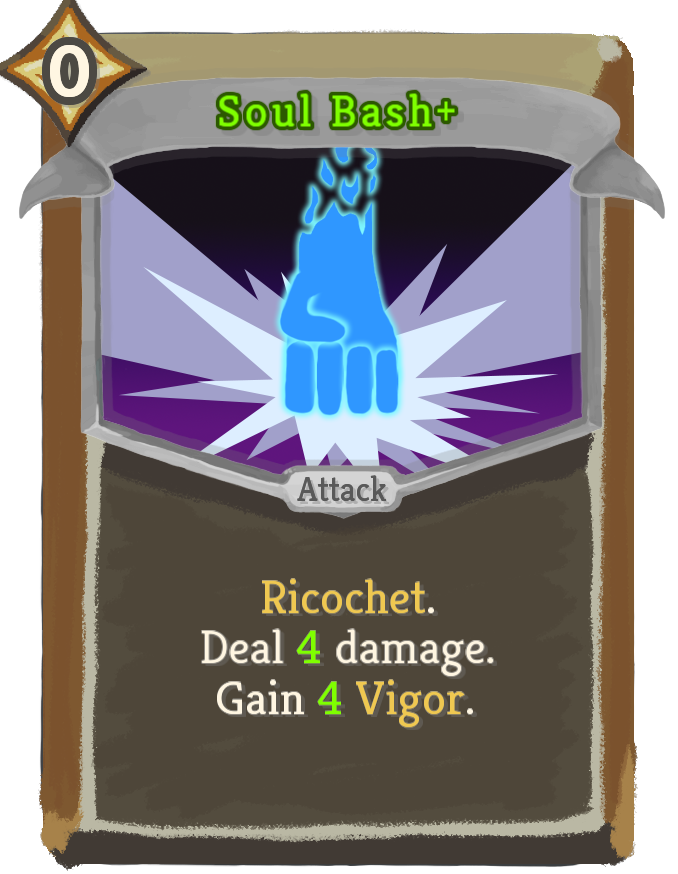 0
Soul Bash+
Attack
Ricochet.
Deal 4 damage.
Gain 4 Vigor.